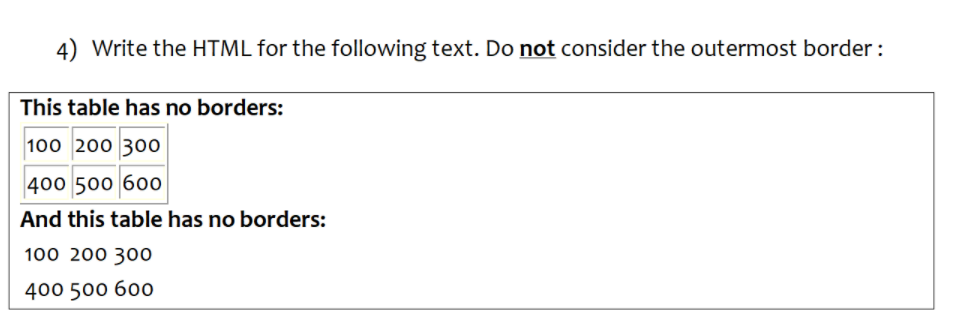 4) Write the HTML for the following text. Do not consider the outermost border :
This table has no borders:
100 200 300
400 500 600
And this table has no borders:
100 200 300
400 500 600